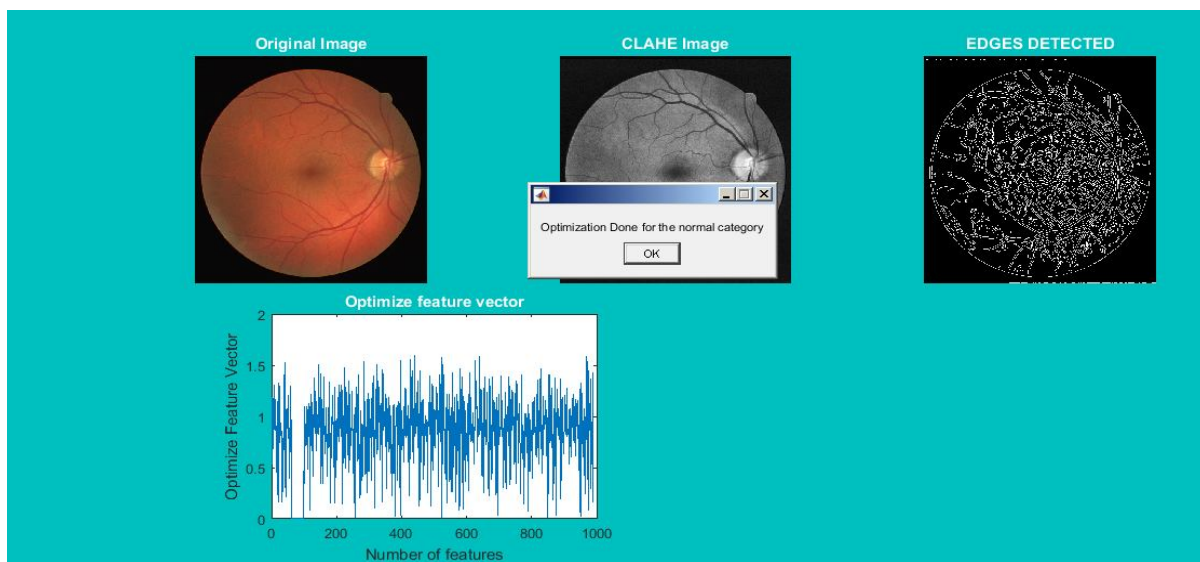 Original Image
CLAHE Image
EDGES DETECTED
Optimization Done for the normal category
OK
Optimize feature vector
Optimize Feature Vector
2
1.5
1
0.5
0
0 200 400 600 800 1000
Number of features